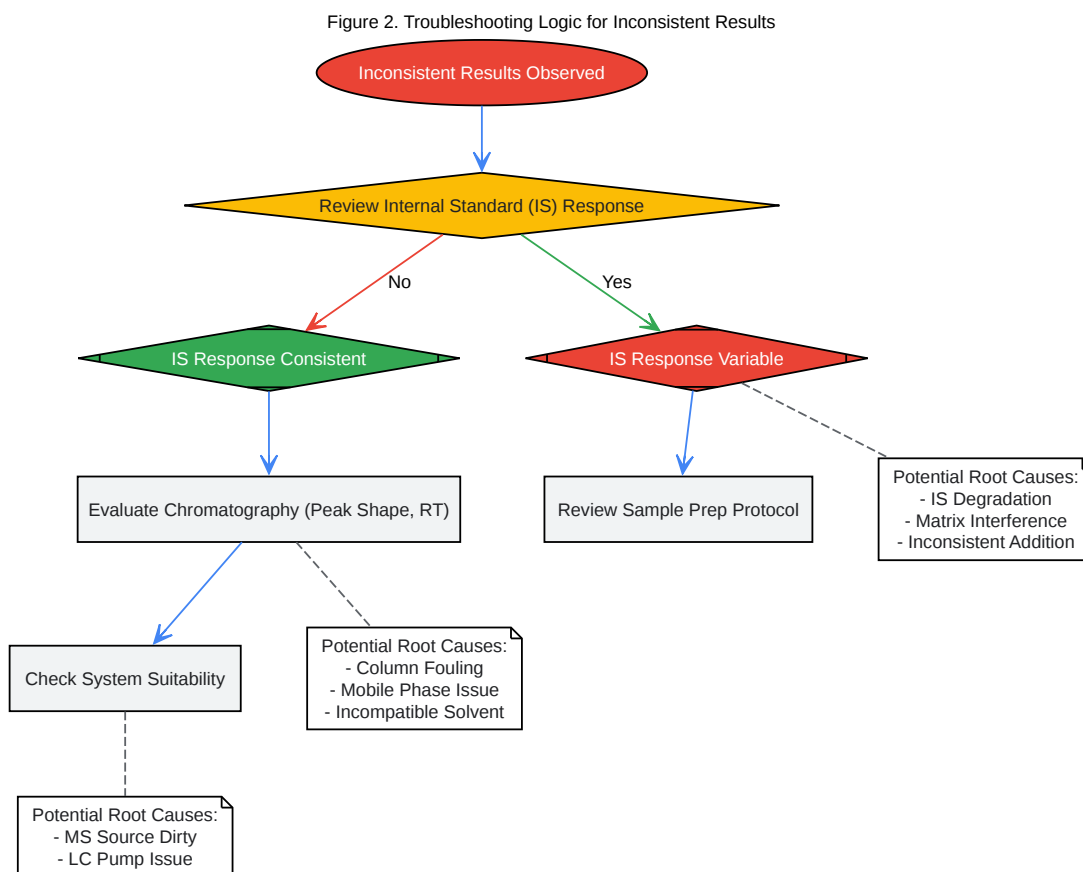 Figure 2. Troubleshooting Logic for Inconsistent Results
Inconsistent Results Observed
Review Internal Standard (IS) Response
No
Yes
IS Response Consistent
IS Response Variable
Evaluate Chromatography (Peak Shape, RT)
Review Sample Prep Protocol
Potential Root Causes:
- IS Degradation
- Matrix Interference
- Inconsistent Addition
Check System Suitability
Potential Root Causes:
- Column Fouling
- Mobile Phase Issue
- Incompatible Solvent
Potential Root Causes:
- MS Source Dirty
- LC Pump Issue